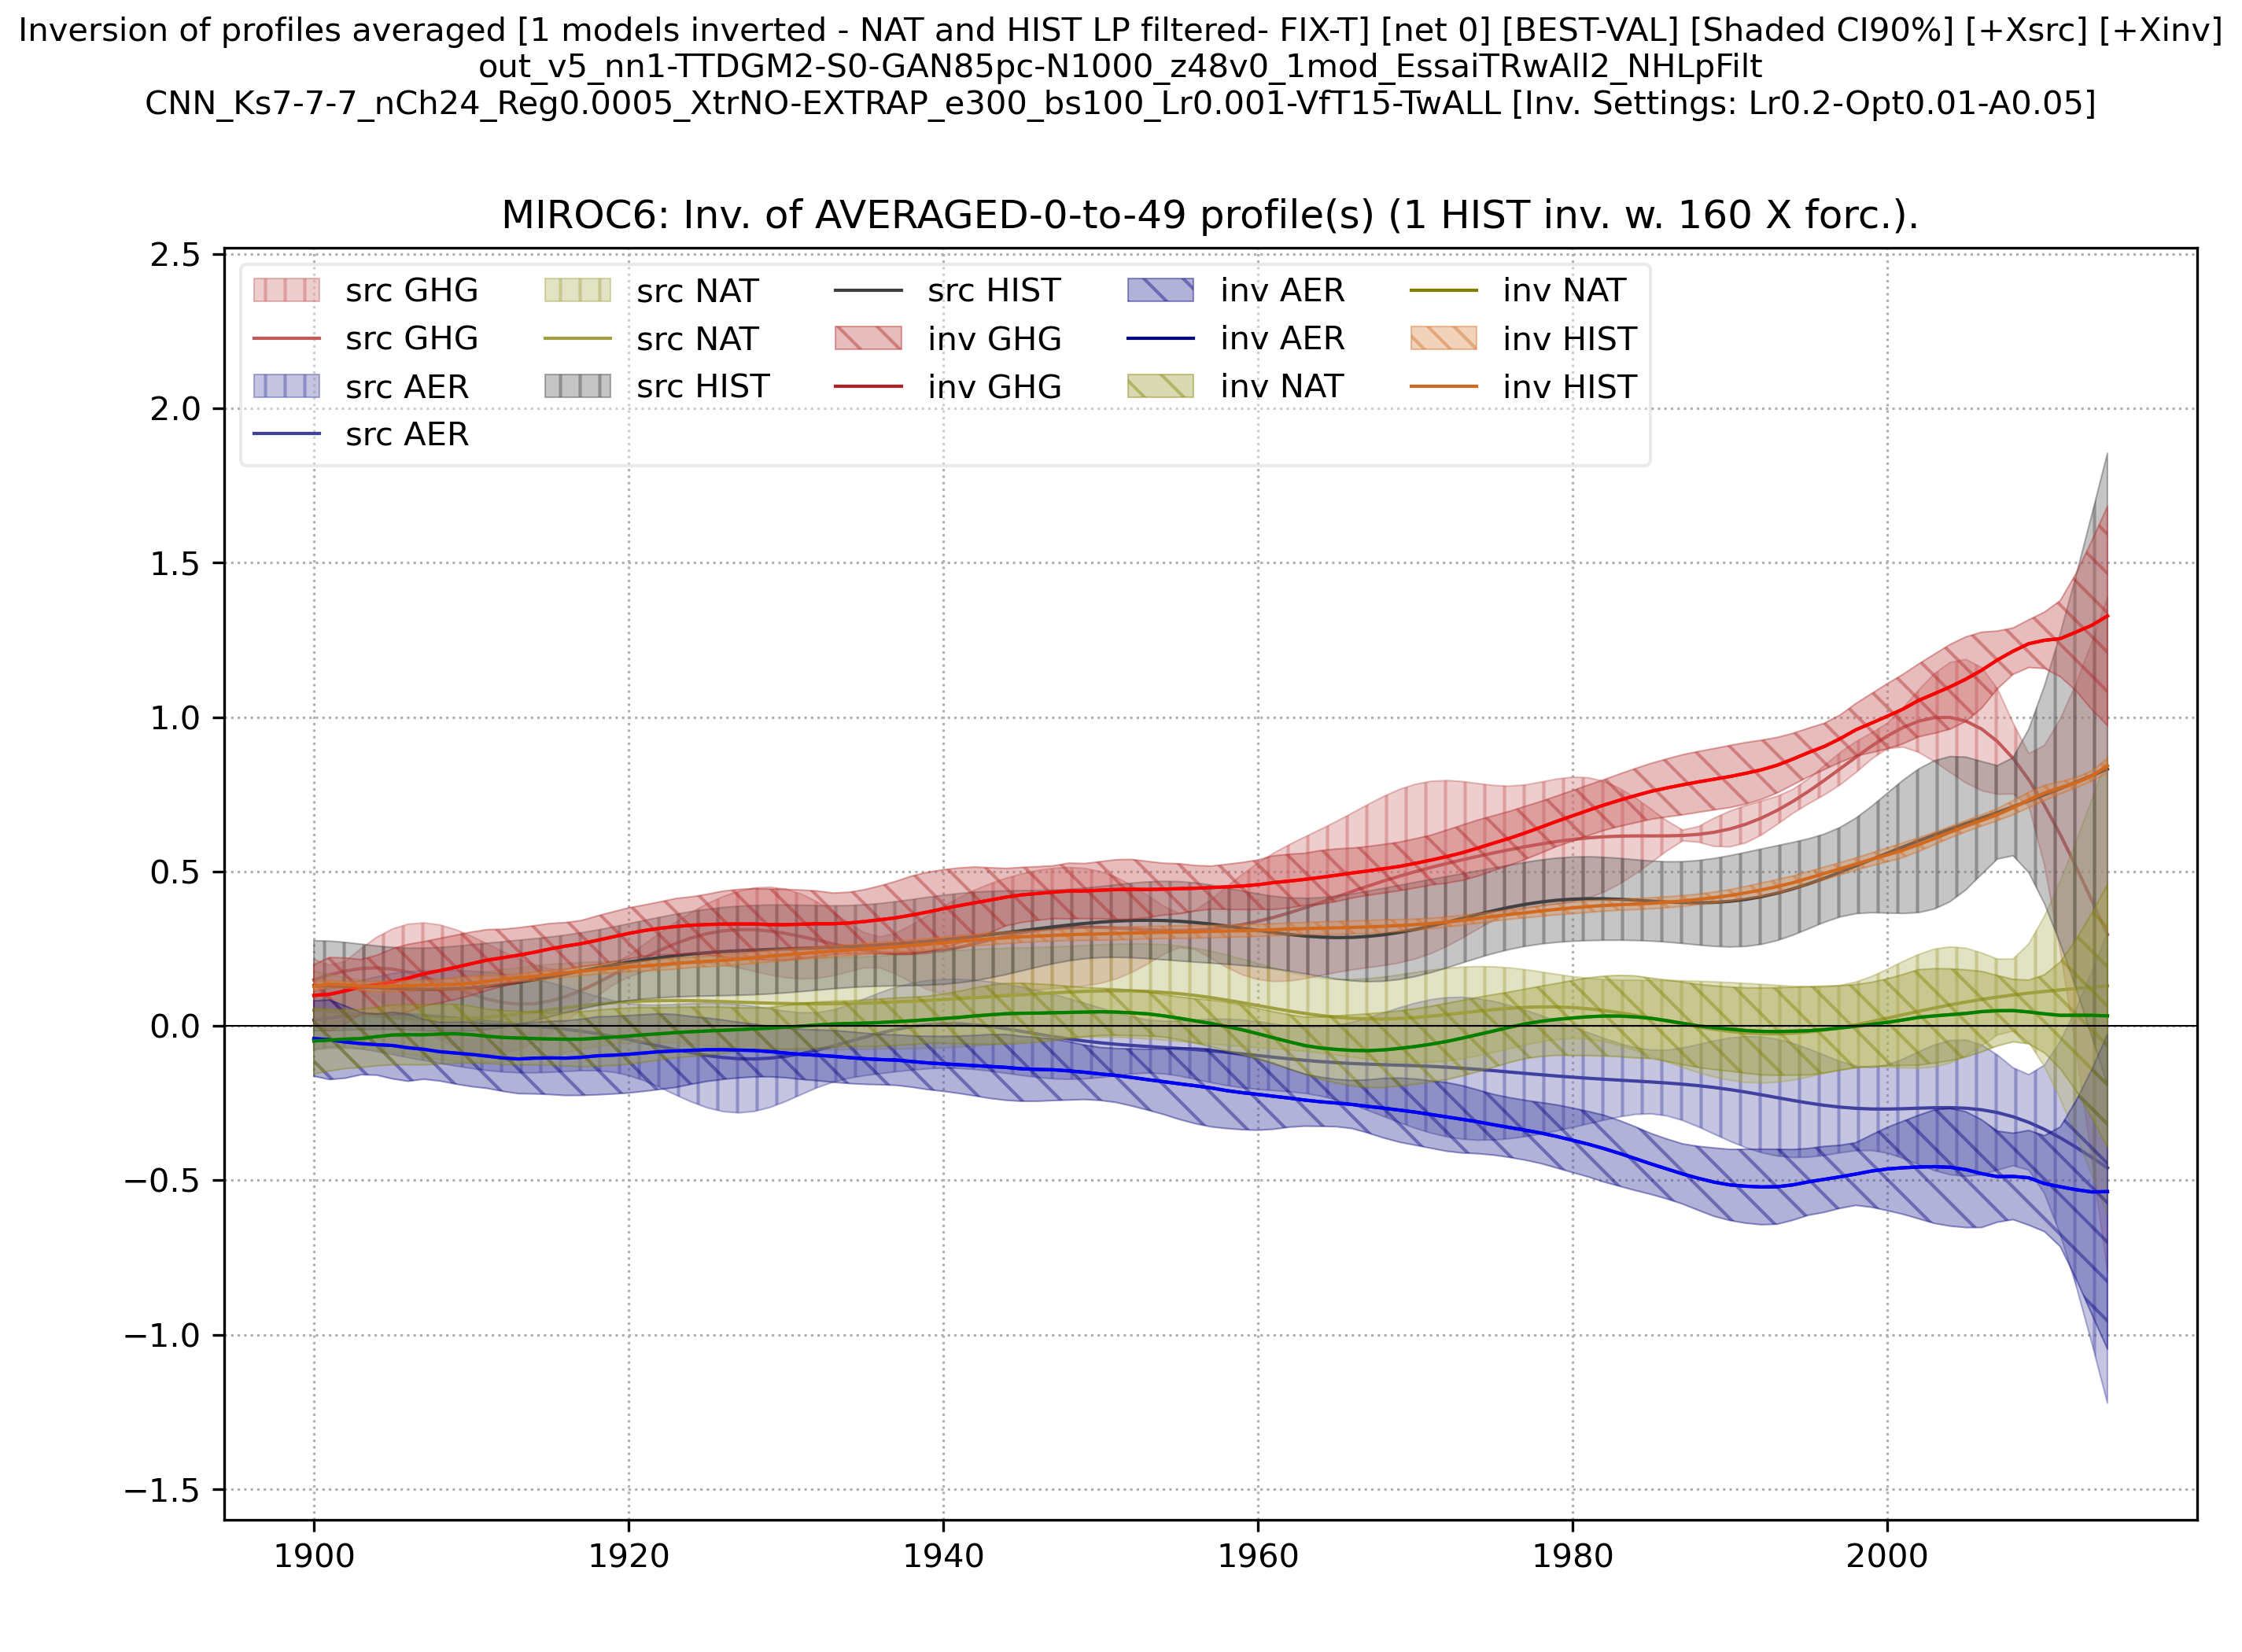 Inversion of profiles averaged [1 models inverted - NAT and HIST LP filtered- FIX-T] [net 0] [BEST-VAL] [Shaded CI90%] [+Xsrc] [+Xinv]
out_v5_nn1-TTDGM2-S0-GAN85pc-N1000_z48v0_1mod_EssaiTRwAll2_NHLpFilt
CNN_Ks7-7-7_nCh24_Reg0.0005_XtrNO-EXTRAP_e300_bs100_Lr0.001-VfT15-TwALL [Inv. Settings: Lr0.2-Opt0.01-A0.05]
MIROC6: Inv. of AVERAGED-0-to-49 profile(s) (1 HIST inv. w. 160 X forc.).
src GHG
src GHG
src AER
src AER
src NAT
src NAT
src HIST
src HIST
inv GHG
inv GHG
inv AER
inv AER
inv NAT
inv NAT
inv HIST
inv HIST
2.5
2.0
1.5
1.0
0.5
0.0
−0.5
−1.0
−1.5
1900
1920
1940
1960
1980
2000